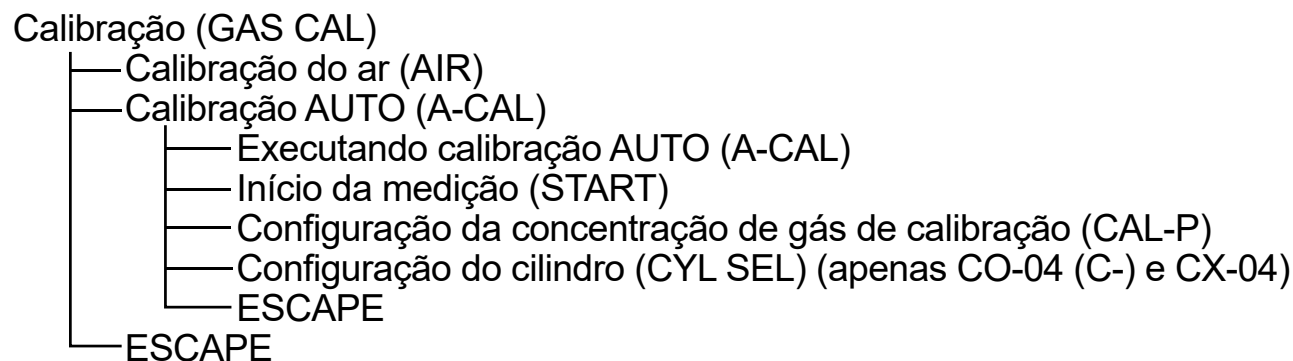 Calibração (GAS CAL)
Calibração do ar (AIR)
Calibração AUTO (A-CAL)
Executando calibração AUTO (A-CAL)
Início da medição (START)
Configuração da concentração de gás de calibração (CAL-P)
Configuração do cilindro (CYL SEL) (apenas CO-04 (C-) e CX-04)
ESCAPE
ESCAPE